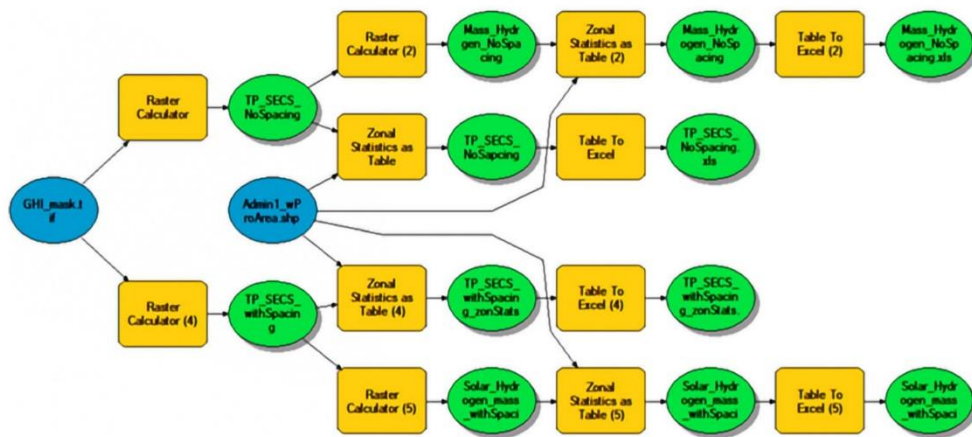 Raster
Calculator (2)
Mass_Hydr
gen_NoSpa
cing
Zonal
Statistics as
Table (2)
Mass_Hydr
ogen_NoSp
acing
Table To
Excel (2)
Mass_Hydr
ogen_NoSp
acing.xls
Raster
Calculator
TP_SECS_
NoSpacing
Zonal
Statistics as
Table
TP_SECS_
NoSapcing
Table To
Excel
TP_SECS_
NoSpacing.
xls
GHI_mask.t
if
Admin1_wP
roArea.shp
Raster
Calculator (4)
TP_SECS_
withSpacin
g
Zonal
Statistics as
Table (4)
TP_SECS_
withSpacin
g_zonStats
Table To
Excel (4)
TP_SECS_
withSpacin
g_zonStats.
Raster
Calculator (5)
Solar_Hydr
ogen_mass
_withSpaci
Zonal
Statistics as
Table (5)
Solar_Hydr
ogen_mass
_withSpaci
Table To
Excel (5)
Solar_Hydr
ogen_mass
_withSpaci